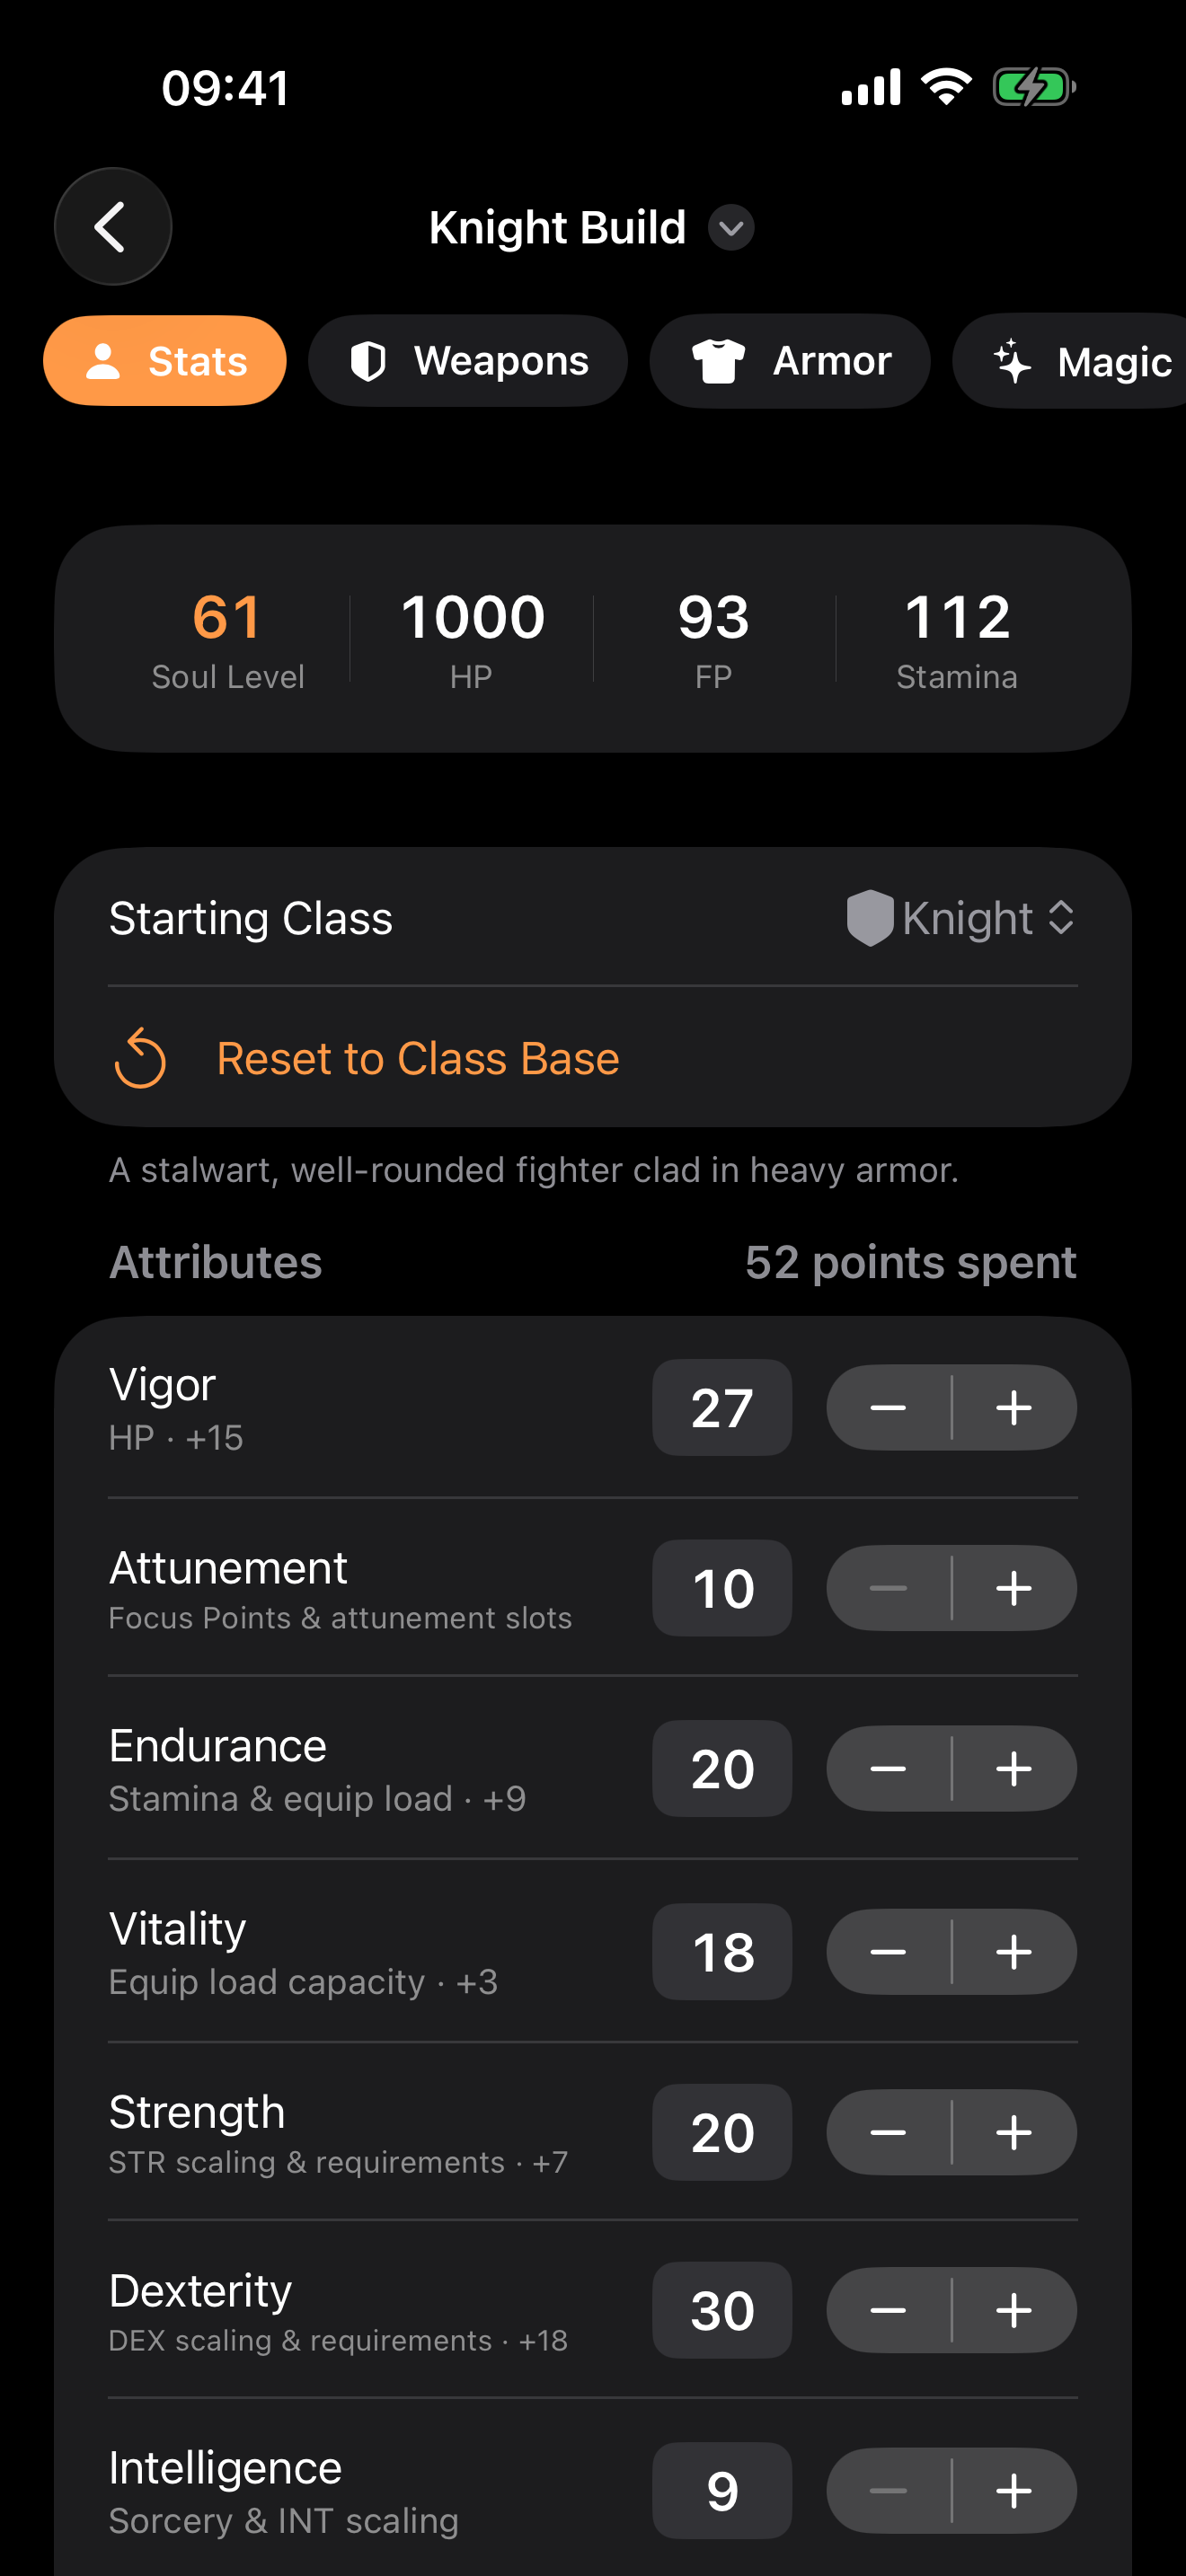 09:41
Knight Build
Stats
Weapons
Armor
Magic
61
1000
93
112
Soul Level
HP
FP
Stamina
Starting Class
Knight
Reset to Class Base
A stalwart, well-rounded fighter clad in heavy armor.
Attributes
52 points spent
Vigor
HP · +15
27
Attunement
Focus Points & attunement slots
10
Endurance
Stamina & equip load · +9
20
Vitality
Equip load capacity · +3
18
Strength
STR scaling & requirements · +7
20
Dexterity
DEX scaling & requirements · +18
30
Intelligence
Sorcery & INT scaling
9